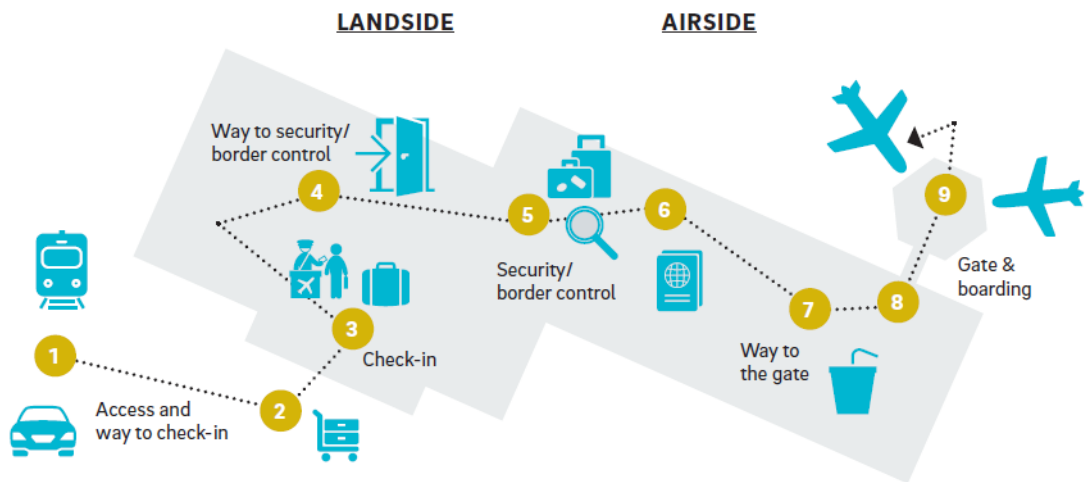 LANDSIDE
AIRSIDE
Way to security/
border control
4
5
6
9
Security/
border control
Gate &
boarding
3
Check-in
7
8
Way to
the gate
1
2
Access and
way to check-in